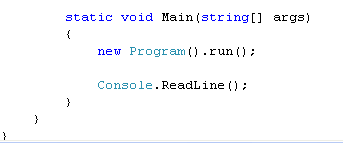 static void Main(string[] args)
{
new Program().run();
Console.ReadLine();
}
}
}